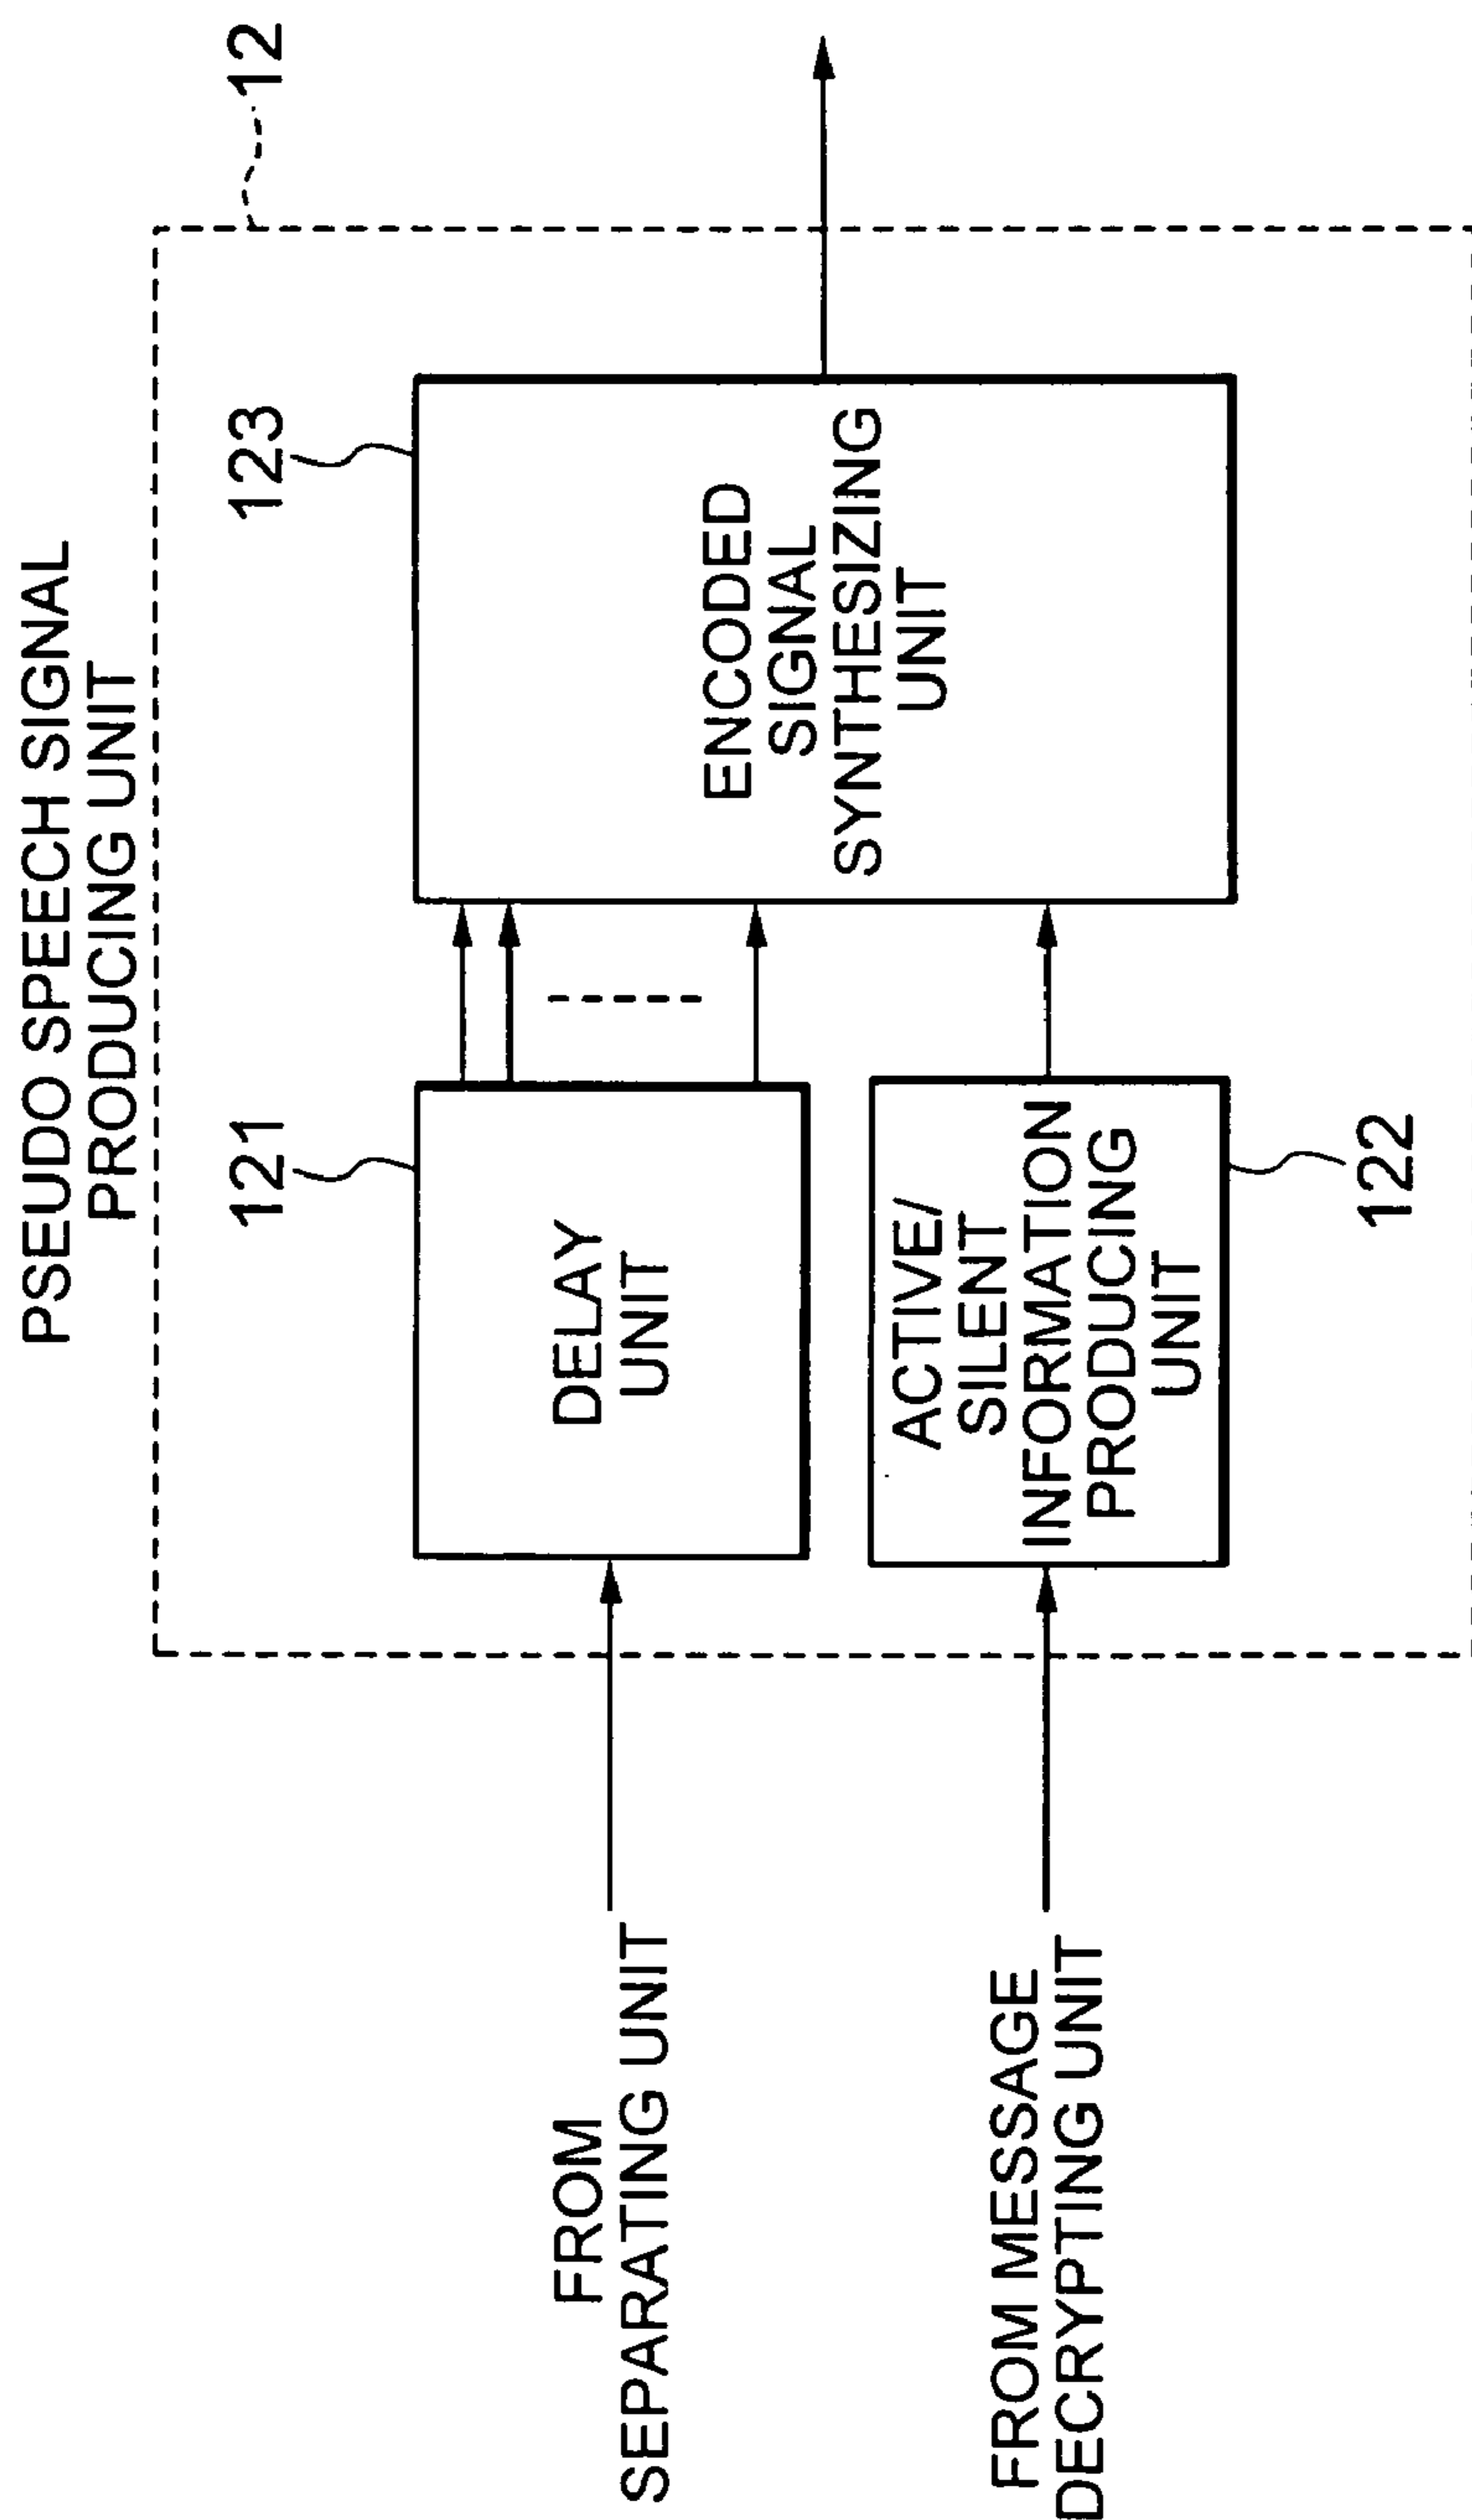 PSEUDO SPEECH SIGNAL
PRODUCING UNIT
12
121
123
FROM
SEPARATING UNIT
DELAY
UNIT
ENCODED
SIGNAL
SYNTHESIZING
UNIT
FROM MESSAGE
DECRYPTING UNIT
ACTIVE/
SILENT
INFORMATION
PRODUCING
UNIT
122